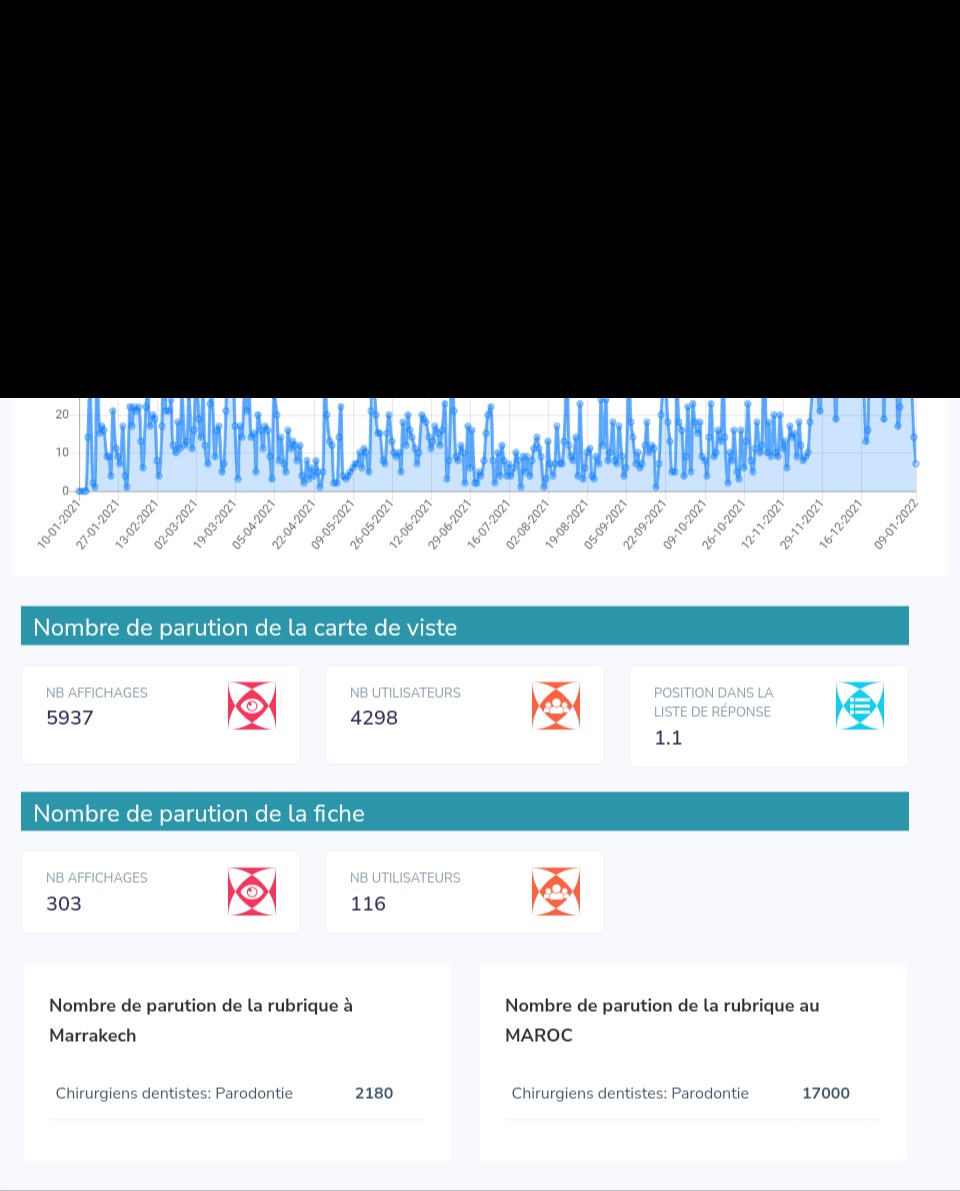 20
10
0
10-01-2021
27-01-2021
13-02-2021
02-03-2021
19-03-2021
05-04-2021
22-04-2021
09-05-2021
26-05-2021
12-06-2021
29-06-2021
16-07-2021
02-08-2021
19-08-2021
05-09-2021
22-09-2021
09-10-2021
26-10-2021
12-11-2021
29-11-2021
16-12-2021
09-01-2022
Nombre de parution de la carte de viste
NB AFFICHAGES
5937
NB UTILISATEURS
4298
POSITION DANS LA
LISTE DE RÉPONSE
1.1
Nombre de parution de la fiche
NB AFFICHAGES
303
NB UTILISATEURS
116
Nombre de parution de la rubrique à
Marrakech
Chirurgiens dentistes: Parodontie 2180
Nombre de parution de la rubrique au
MAROC
Chirurgiens dentistes: Parodontie 17000